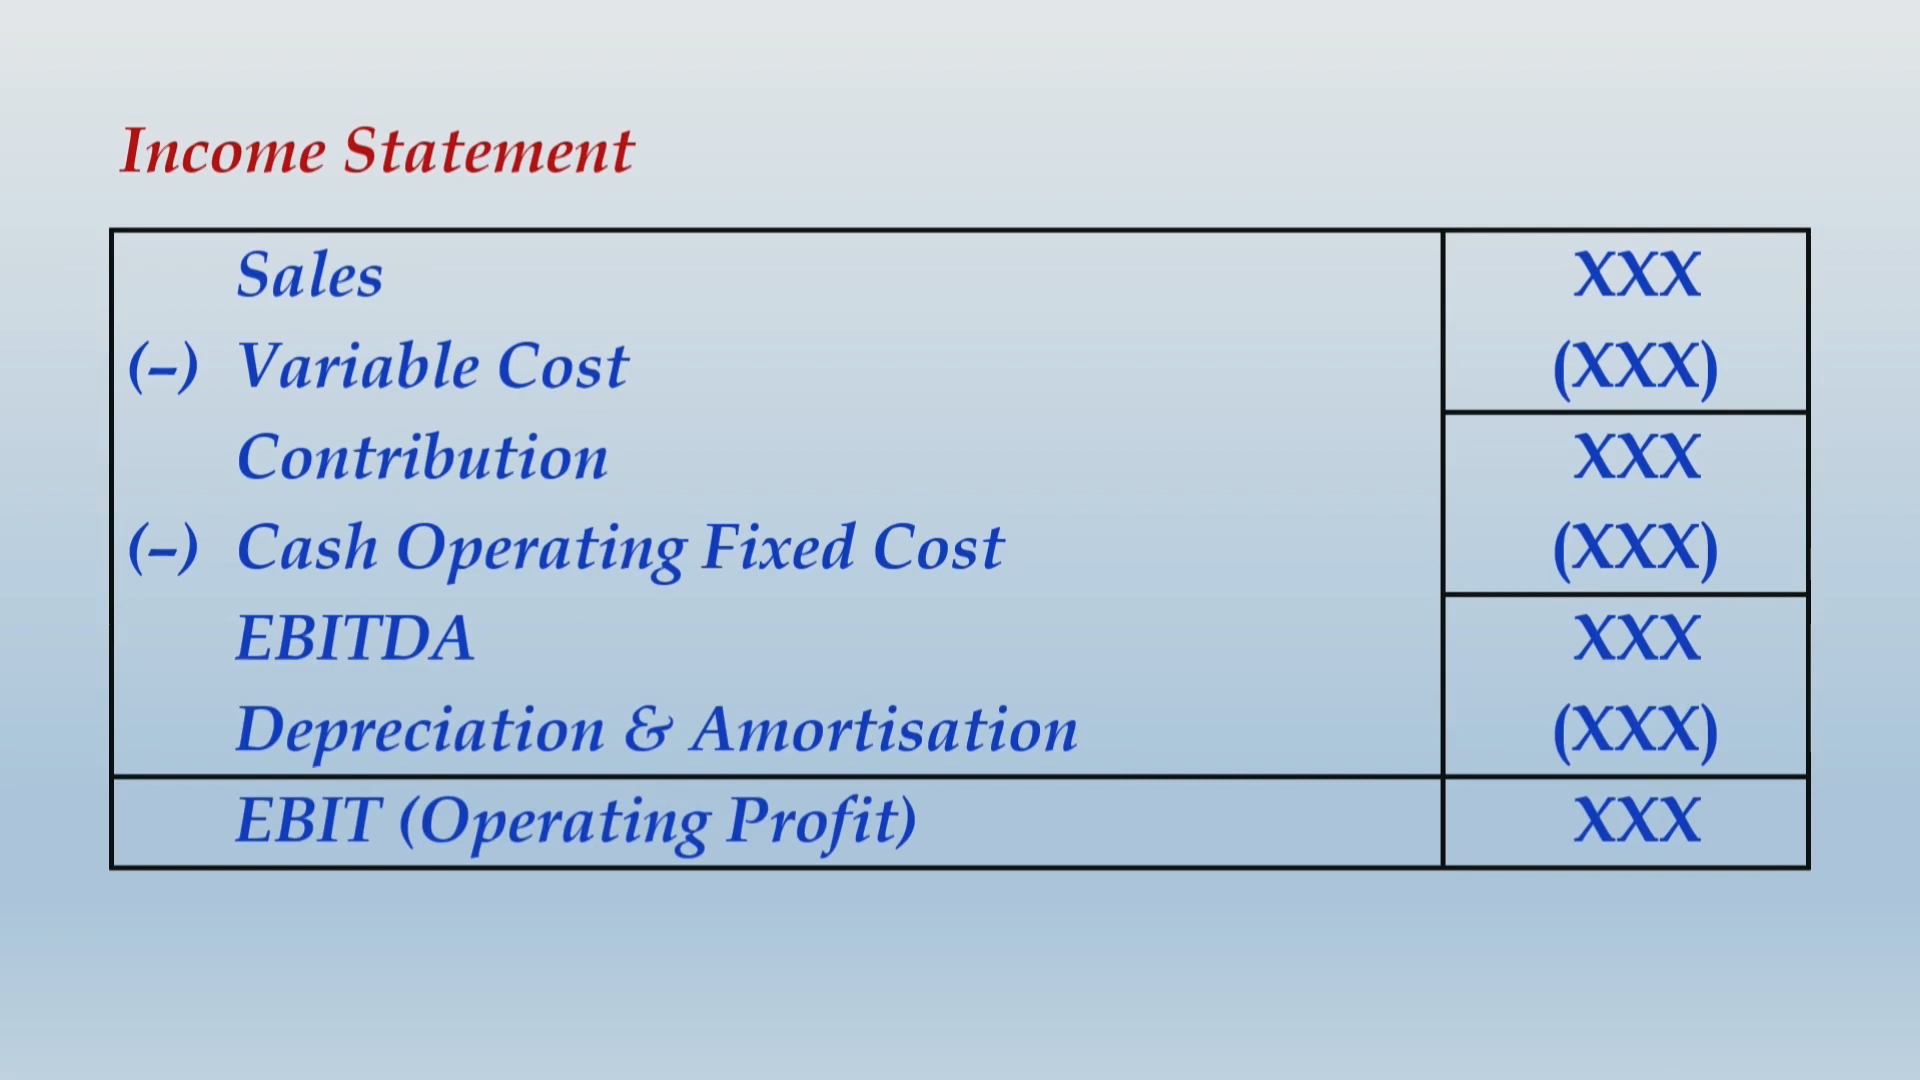 Income Statement
Sales XXX
(–) Variable Cost (XXX)
Contribution XXX
(–) Cash Operating Fixed Cost (XXX)
EBITDA XXX
Depreciation & Amortisation (XXX)
EBIT (Operating Profit) XXX